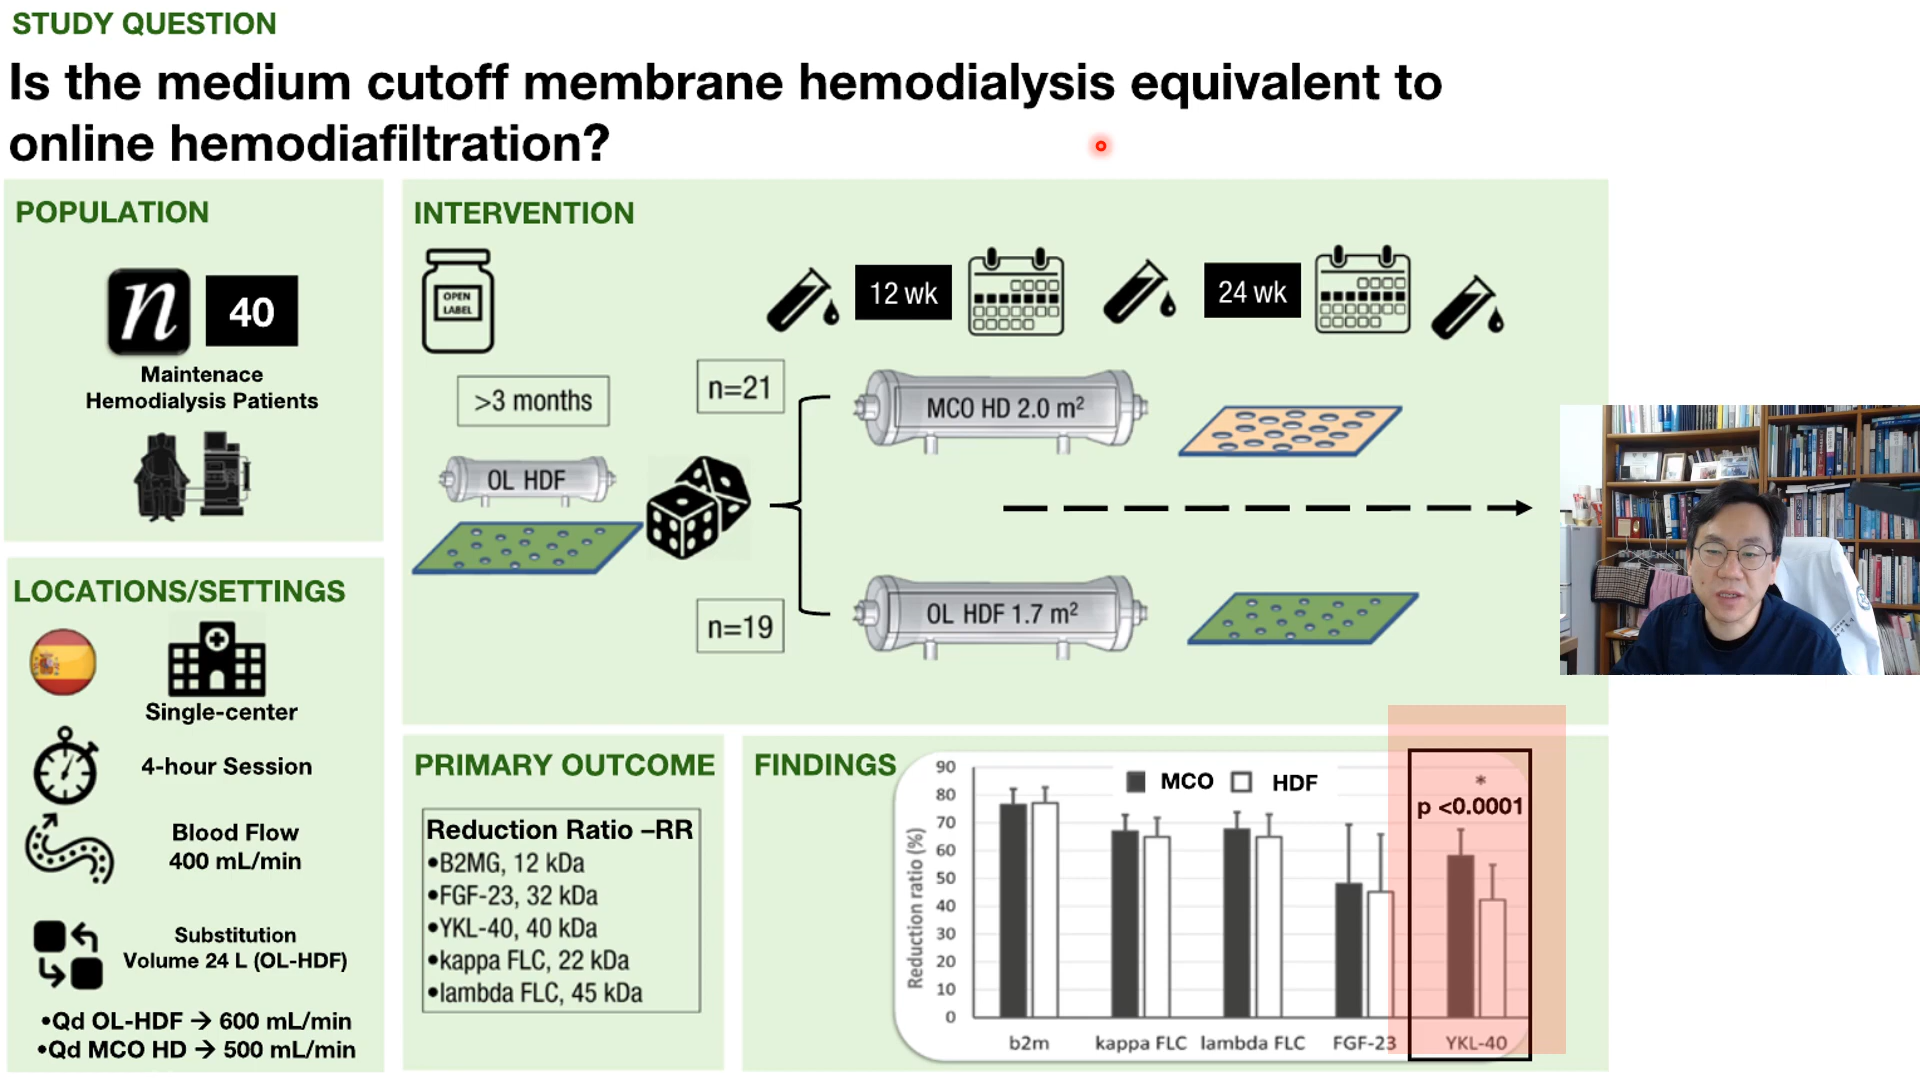 STUDY QUESTION
Is the medium cutoff membrane hemodialysis equivalent to
online hemodiafiltration?
POPULATION
n 40
Maintenace
Hemodialysis Patients
LOCATIONS/SETTINGS
Single-center
4-hour Session
Blood Flow
400 mL/min
Substitution
Volume 24 L (OL-HDF)
•Qd OL-HDF → 600 mL/min
•Qd MCO HD → 500 mL/min
INTERVENTION
OPEN
LABEL
12 wk
24 wk
>3 months
OL HDF
n=21
MCO HD 2.0 m²
n=19
OL HDF 1.7 m²
PRIMARY OUTCOME
Reduction Ratio –RR
•B2MG, 12 kDa
•FGF-23, 32 kDa
•YKL-40, 40 kDa
•kappa FLC, 22 kDa
•lambda FLC, 45 kDa
FINDINGS
MCO HDF
*
p <0.0001
Reduction ratio (%)
90
80
70
60
50
40
30
20
10
0
b2m kappa FLC lambda FLC FGF-23 YKL-40